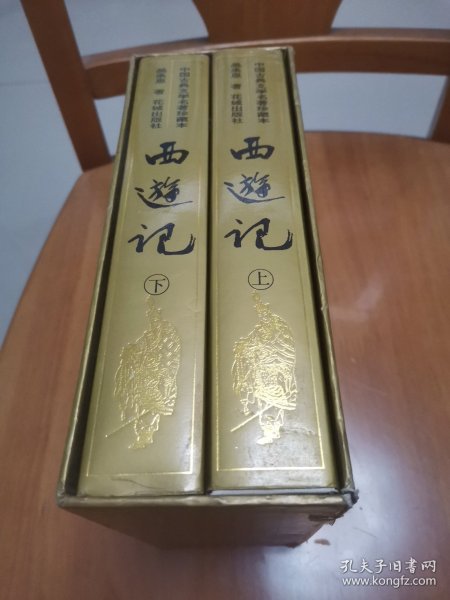 中国古典文学名著珍藏本
吴承恩 著 花城出版社
西遊记
上
中国古典文学名著珍藏本
吴承恩 著 花城出版社
西遊记
下
孔夫子旧书网
www.kongfz.com